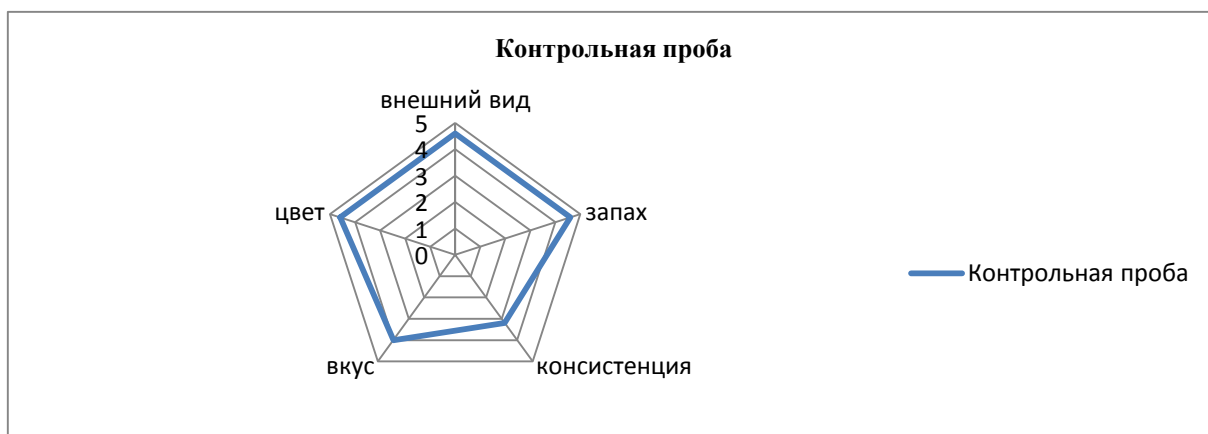 Контрольная проба
внешний вид
5
4
3
2
1
0
цвет
запах
вкус
консистенция
Контрольная проба